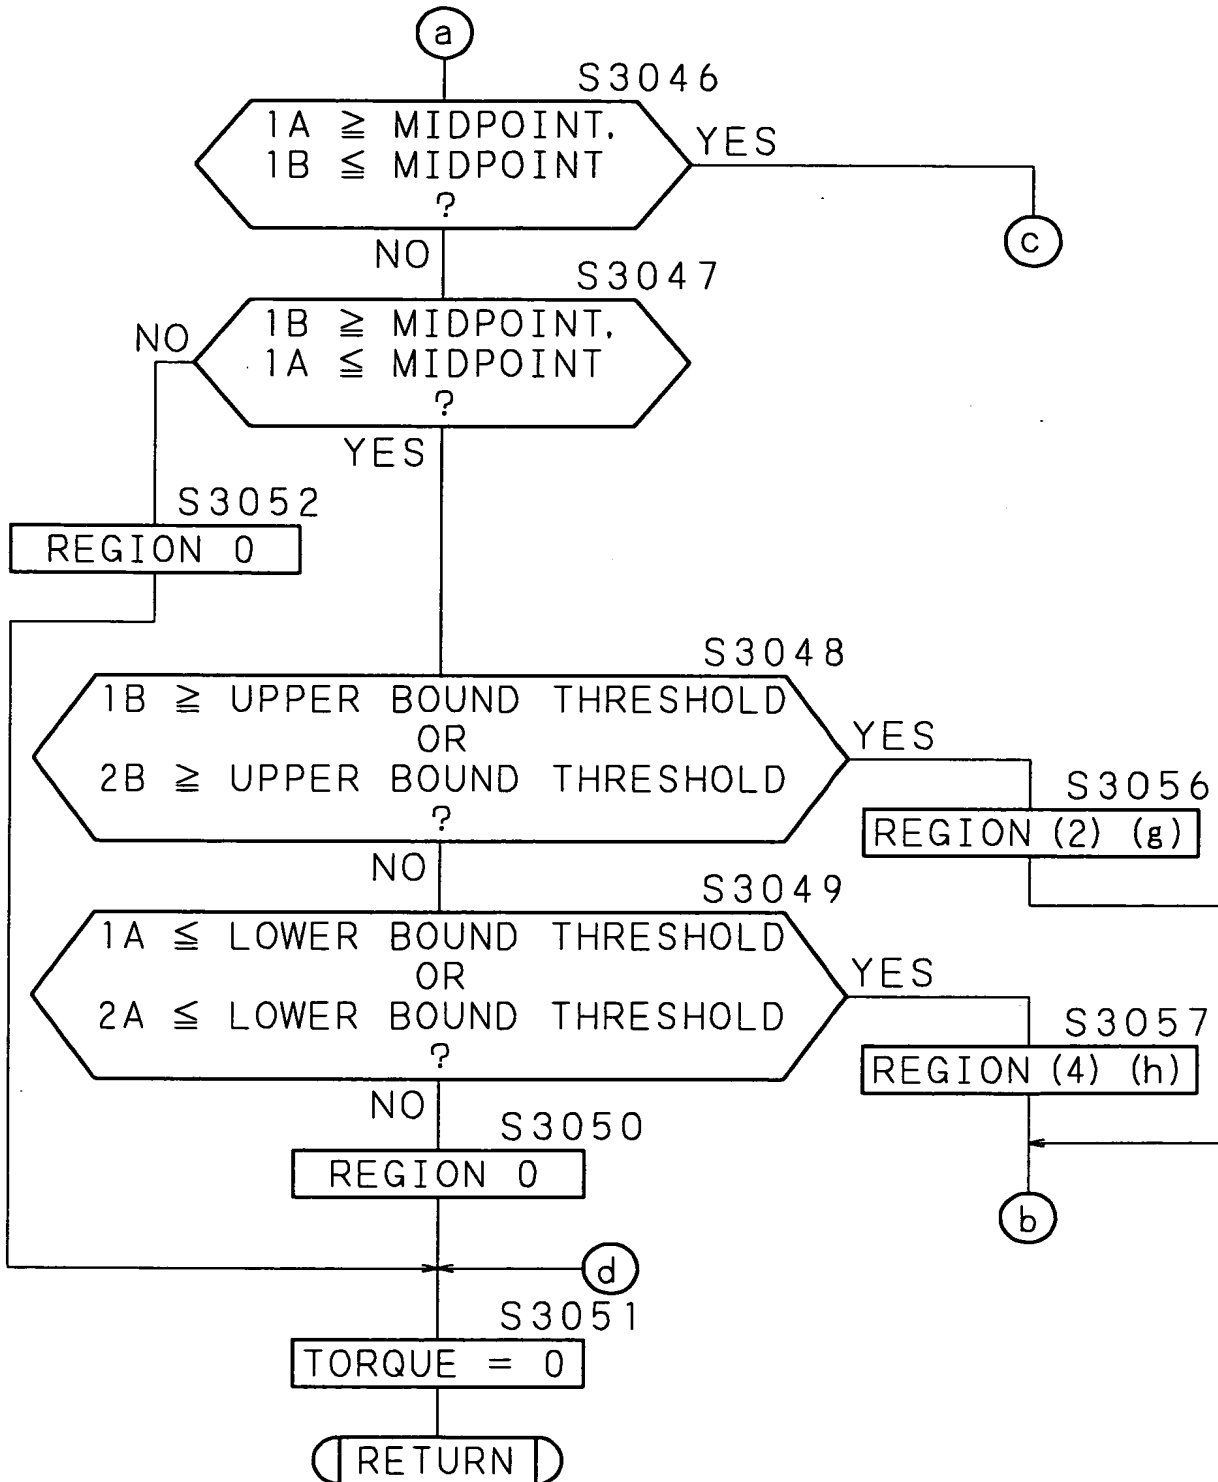 a
S3046
1A ≧ MIDPOINT,
1B ≦ MIDPOINT
?
YES
c
NO
S3047
1B ≧ MIDPOINT,
1A ≦ MIDPOINT
?
NO
YES
S3052
REGION 0
S3048
1B ≧ UPPER BOUND THRESHOLD
OR
2B ≧ UPPER BOUND THRESHOLD
?
YES
S3056
REGION (2) (g)
NO
S3049
1A ≦ LOWER BOUND THRESHOLD
OR
2A ≦ LOWER BOUND THRESHOLD
?
YES
S3057
REGION (4) (h)
NO
S3050
REGION 0
b
d
S3051
TORQUE = 0
RETURN